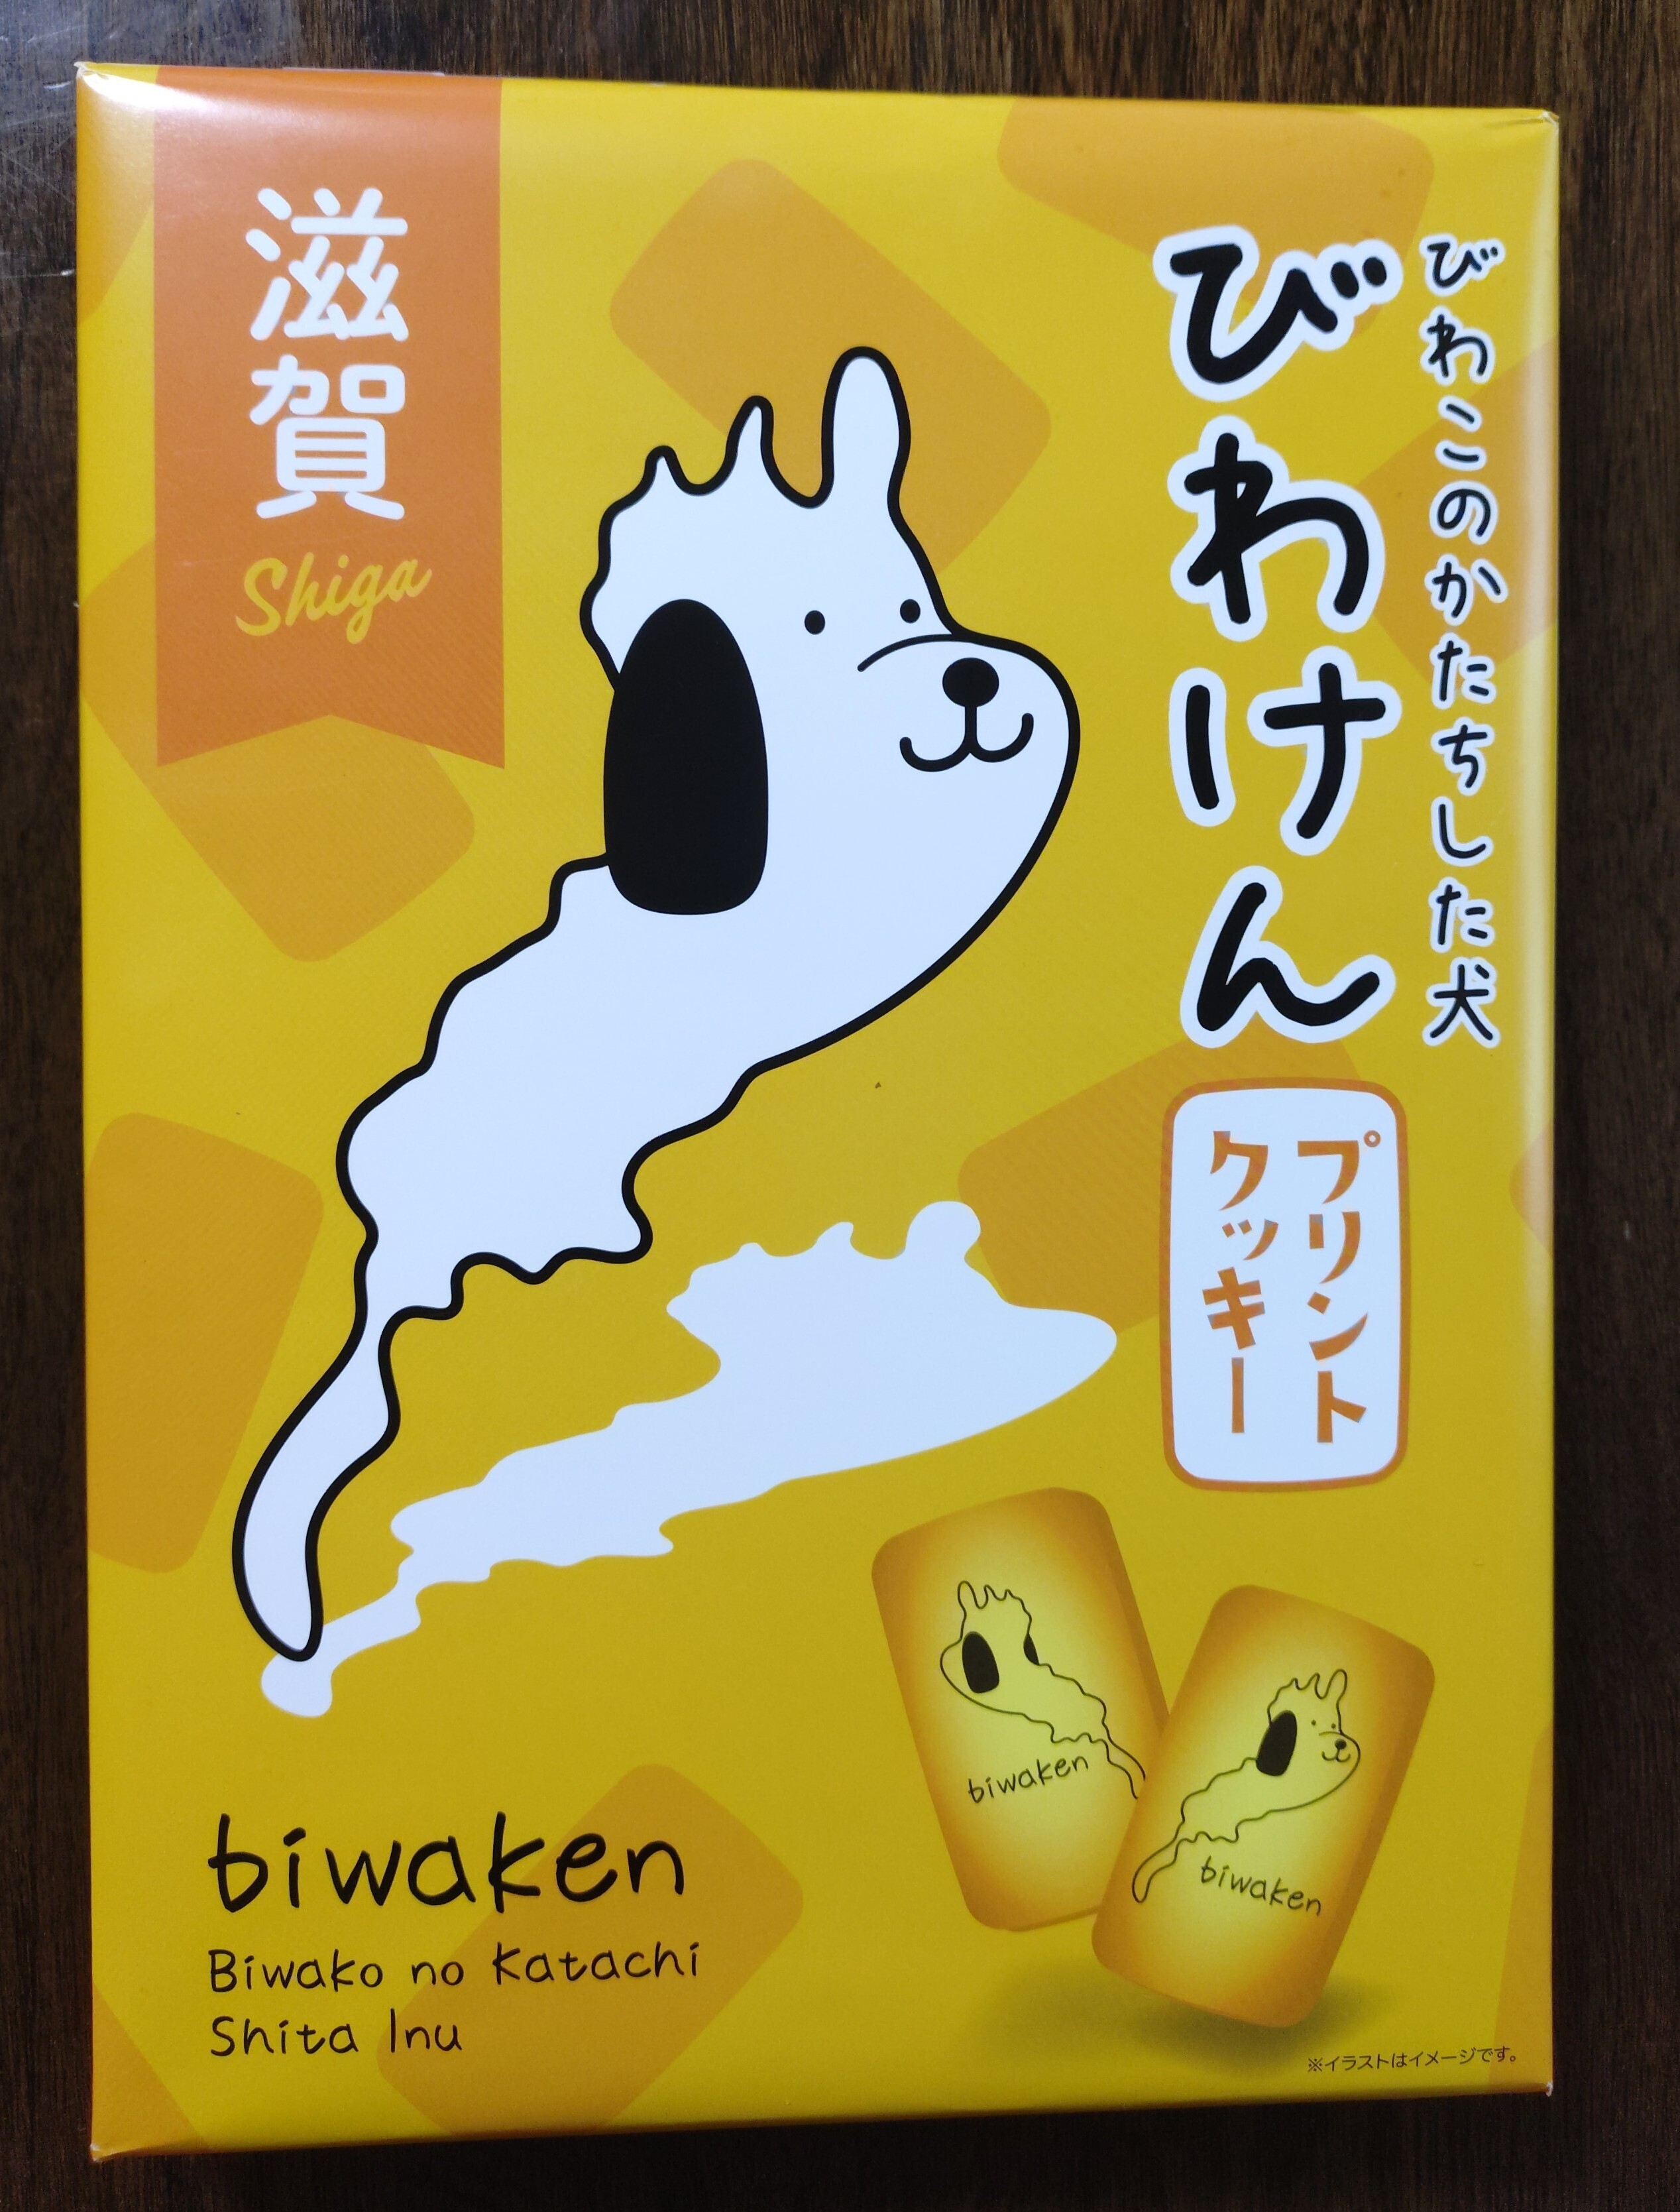 滋賀
Shiga
びわこのかたちした犬
びわけん
プリント
クッキー
biwaken
biwaken
biwaken
Biwako no Katachi
Shita Inu
※イラストはイメージです。